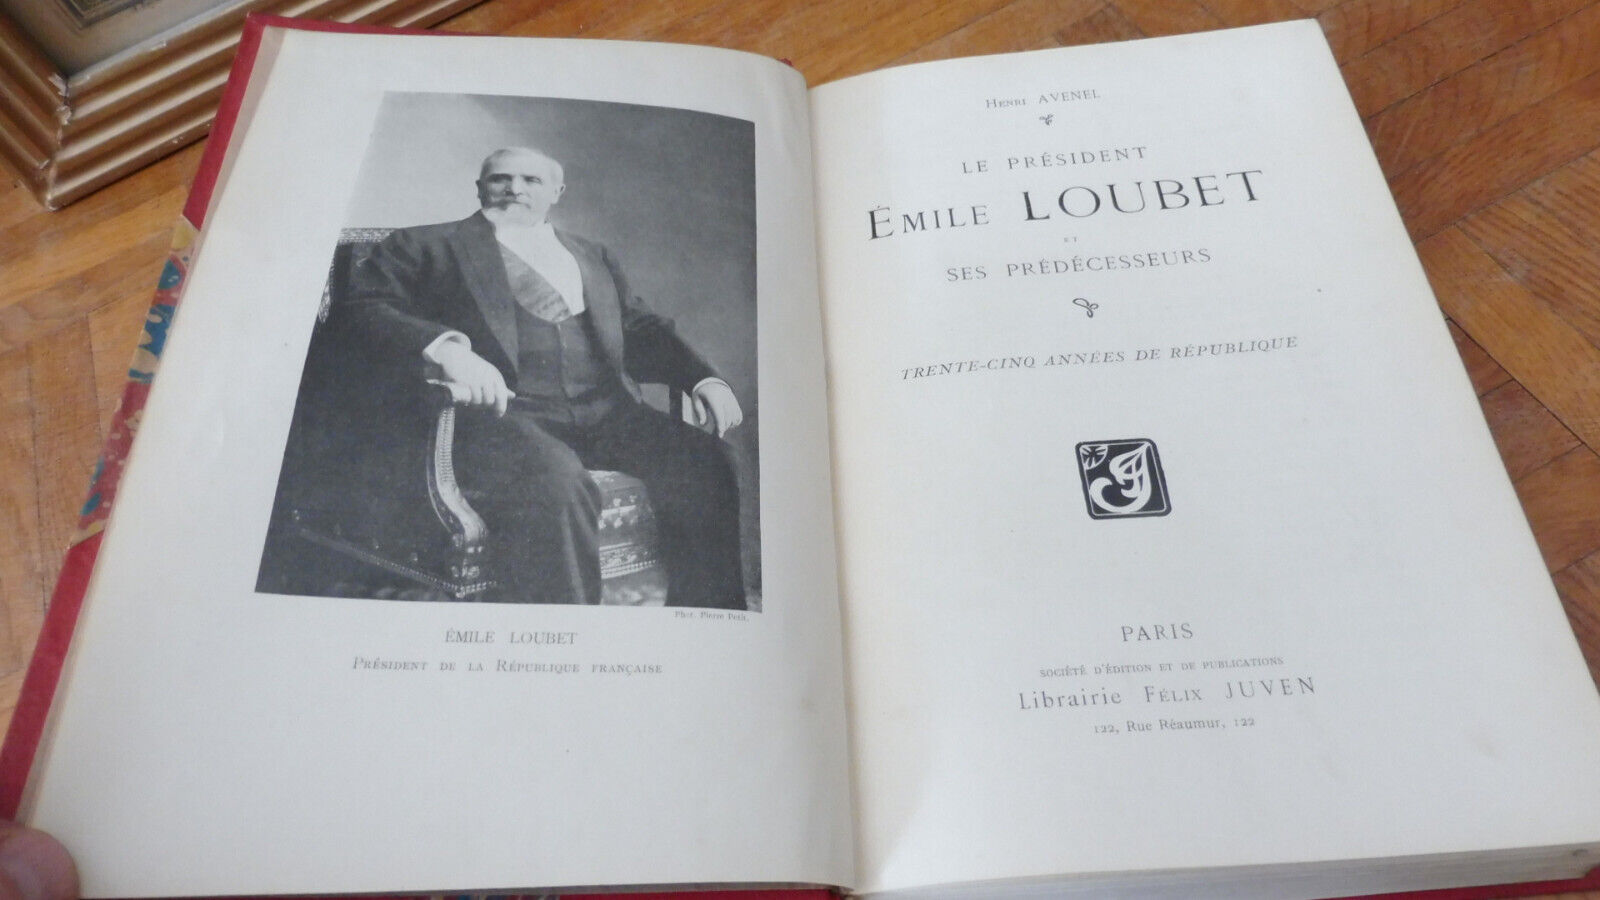 Phot. Pierre Petit.
ÉMILE LOUBET
PRÉSIDENT DE LA RÉPUBLIQUE FRANÇAISE
HENRI AVENEL
LE PRÉSIDENT
ÉMILE LOUBET
ET
SES PRÉDÉCESSEURS
TRENTE-CINQ ANNÉES DE RÉPUBLIQUE
PARIS
SOCIÉTÉ D'ÉDITION ET DE PUBLICATIONS
Librairie FÉLIX JUVEN
122, Rue Réaumur, 122